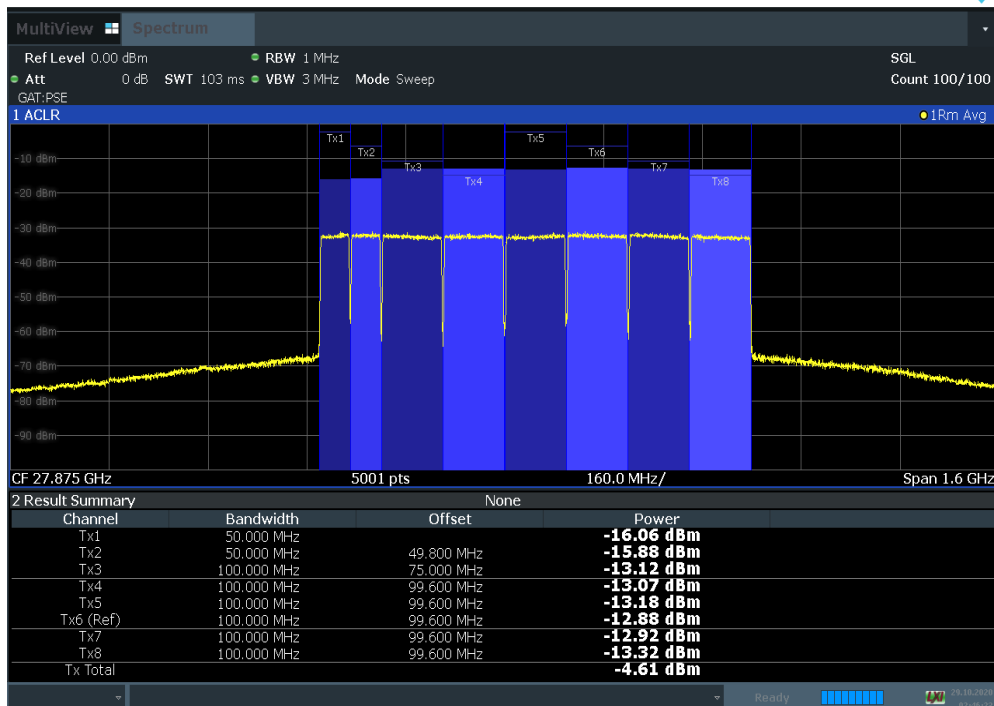 MultiView Spectrum
Ref Level 0.00 dBm RBW 1 MHz SGL
Att 0 dB SWT 103 ms VBW 3 MHz Mode Sweep Count 100/100
GAT:PSE
1 ACLR 1Rm Avg
Tx1 Tx5
Tx2 Tx6
Tx3 Tx7
Tx4 Tx8
-10 dBm
-20 dBm
-30 dBm
-40 dBm
-50 dBm
-60 dBm
-70 dBm
-80 dBm
-90 dBm
CF 27.875 GHz 5001 pts 160.0 MHz/ Span 1.6 GHz
2 Result Summary None
Channel Bandwidth Offset Power
Tx1 50.000 MHz -16.06 dBm
Tx2 50.000 MHz 49.800 MHz -15.88 dBm
Tx3 100.000 MHz 75.000 MHz -13.12 dBm
Tx4 100.000 MHz 99.600 MHz -13.07 dBm
Tx5 100.000 MHz 99.600 MHz -13.18 dBm
Tx6 (Ref) 100.000 MHz 99.600 MHz -12.88 dBm
Tx7 100.000 MHz 99.600 MHz -12.92 dBm
Tx8 100.000 MHz 99.600 MHz -13.32 dBm
Tx Total -4.61 dBm
Ready LXI 29.10.2020